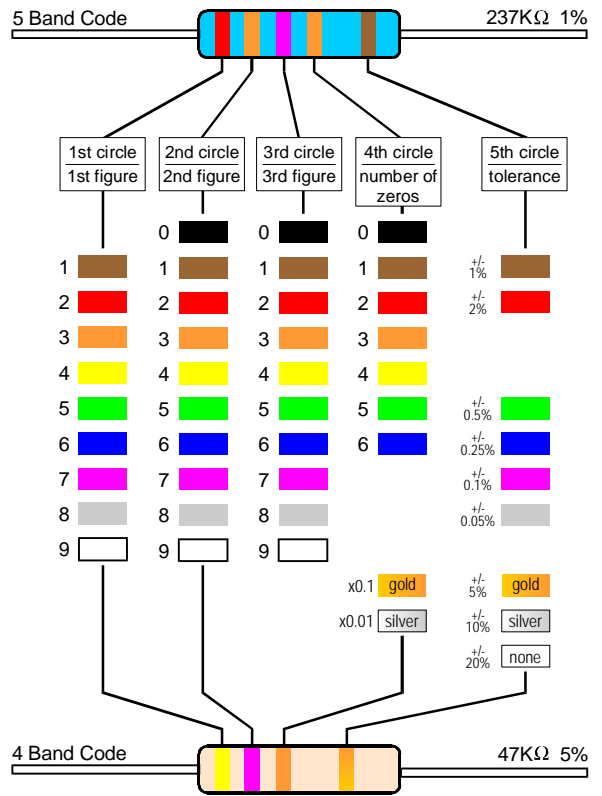 5 Band Code 237KΩ 1%
1st circle 2nd circle 3rd circle 4th circle 5th circle
1st figure 2nd figure 3rd figure number of zeros tolerance
0 0 0
1 1 1 1 +/- 1%
2 2 2 2 +/- 2%
3 3 3 3
4 4 4 4
5 5 5 5 +/- 0.5%
6 6 6 6 +/- 0.25%
7 7 7 +/- 0.1%
8 8 8 +/- 0.05%
9 9 9
x0.1 gold +/- 5% gold
x0.01 silver +/- 10% silver
+/- 20% none
4 Band Code 47KΩ 5%